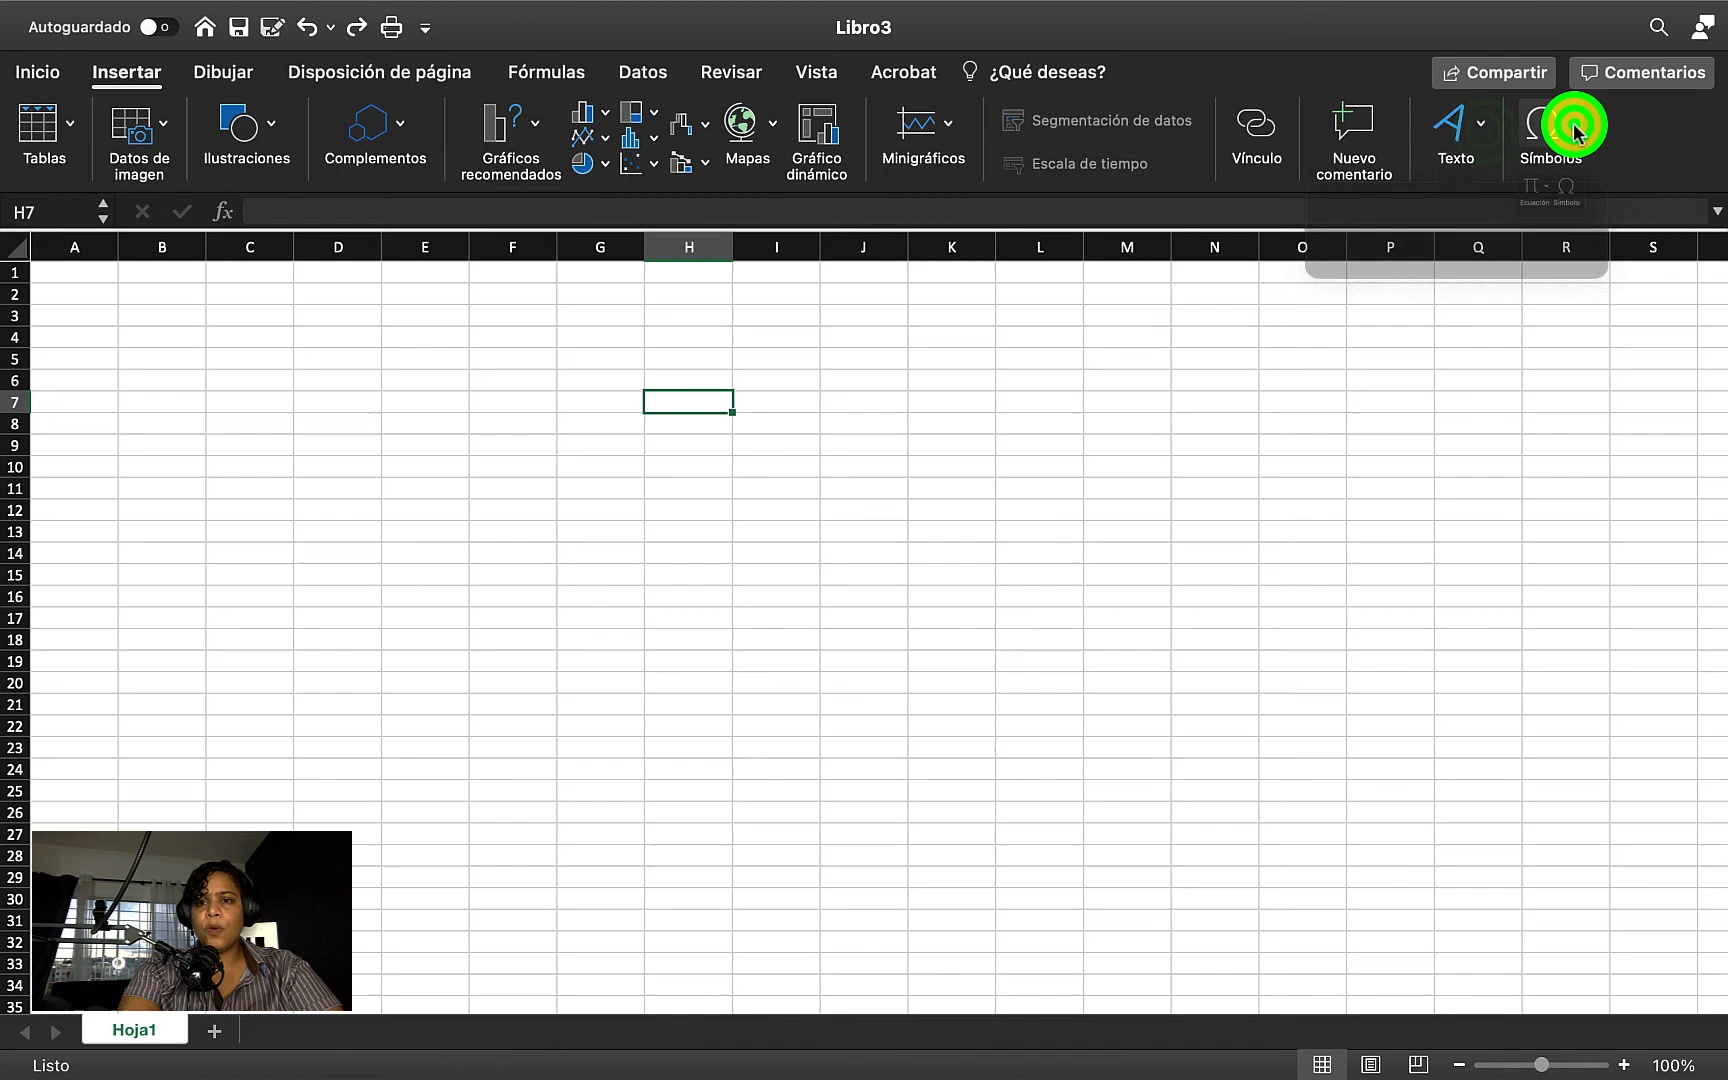 Autoguardado
Libro3
Inicio Insertar Dibujar Disposición de página Fórmulas Datos Revisar Vista Acrobat ¿Qué deseas? Compartir Comentarios
Tablas
Datos de
imagen
Ilustraciones
Complementos
Gráficos
recomendados
Mapas
Gráfico
dinámico
Minigráficos
Segmentación de datos
Escala de tiempo
Vínculo
Nuevo
comentario
Texto
Símbolos
Ecuación Símbolo
H7
fx
A B C D E F G H I J K L M N O P Q R S
1
2
3
4
5
6
7
8
9
10
11
12
13
14
15
16
17
18
19
20
21
22
23
24
25
26
27
28
29
30
31
32
33
34
35
Hoja1
Listo
100%